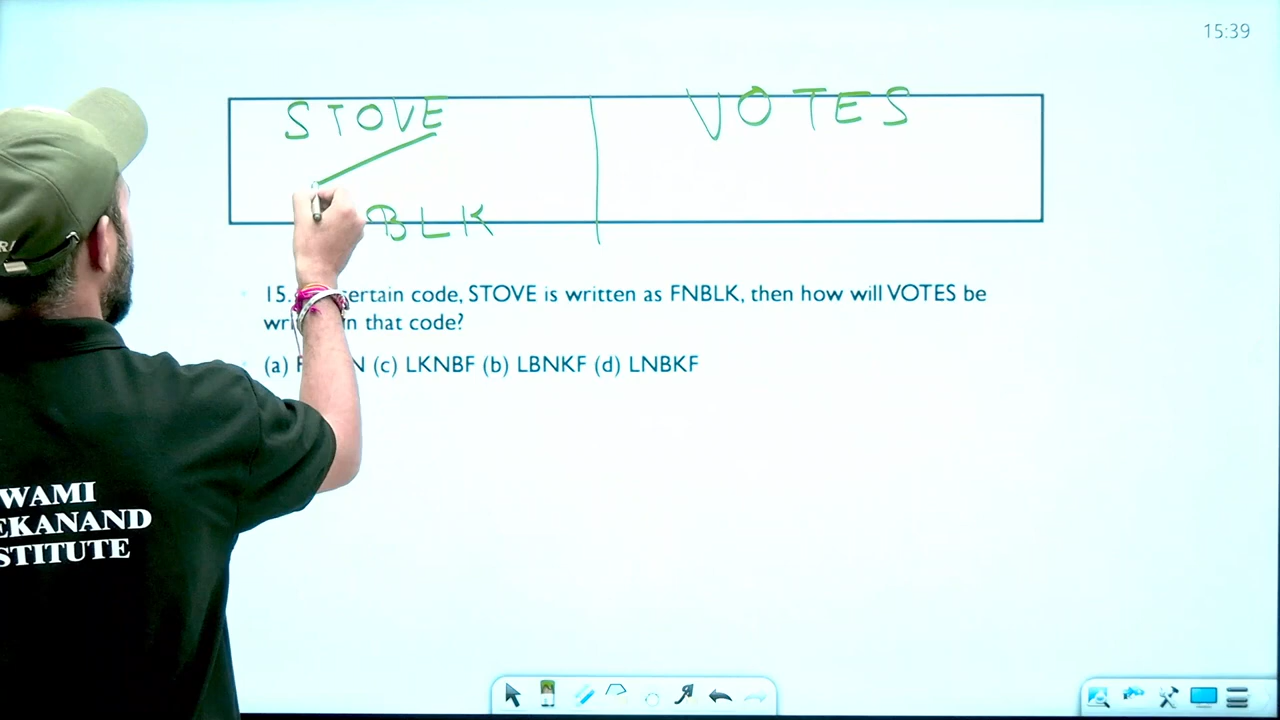 15:39
STOVE
VOTES
BLK
15. ertain code, STOVE is written as FNBLK, then how will VOTES be
in that code?
(a) (c) LKNBF (b) LBNKF (d) LNBKF
WAMI
EKANAND
STITUTE